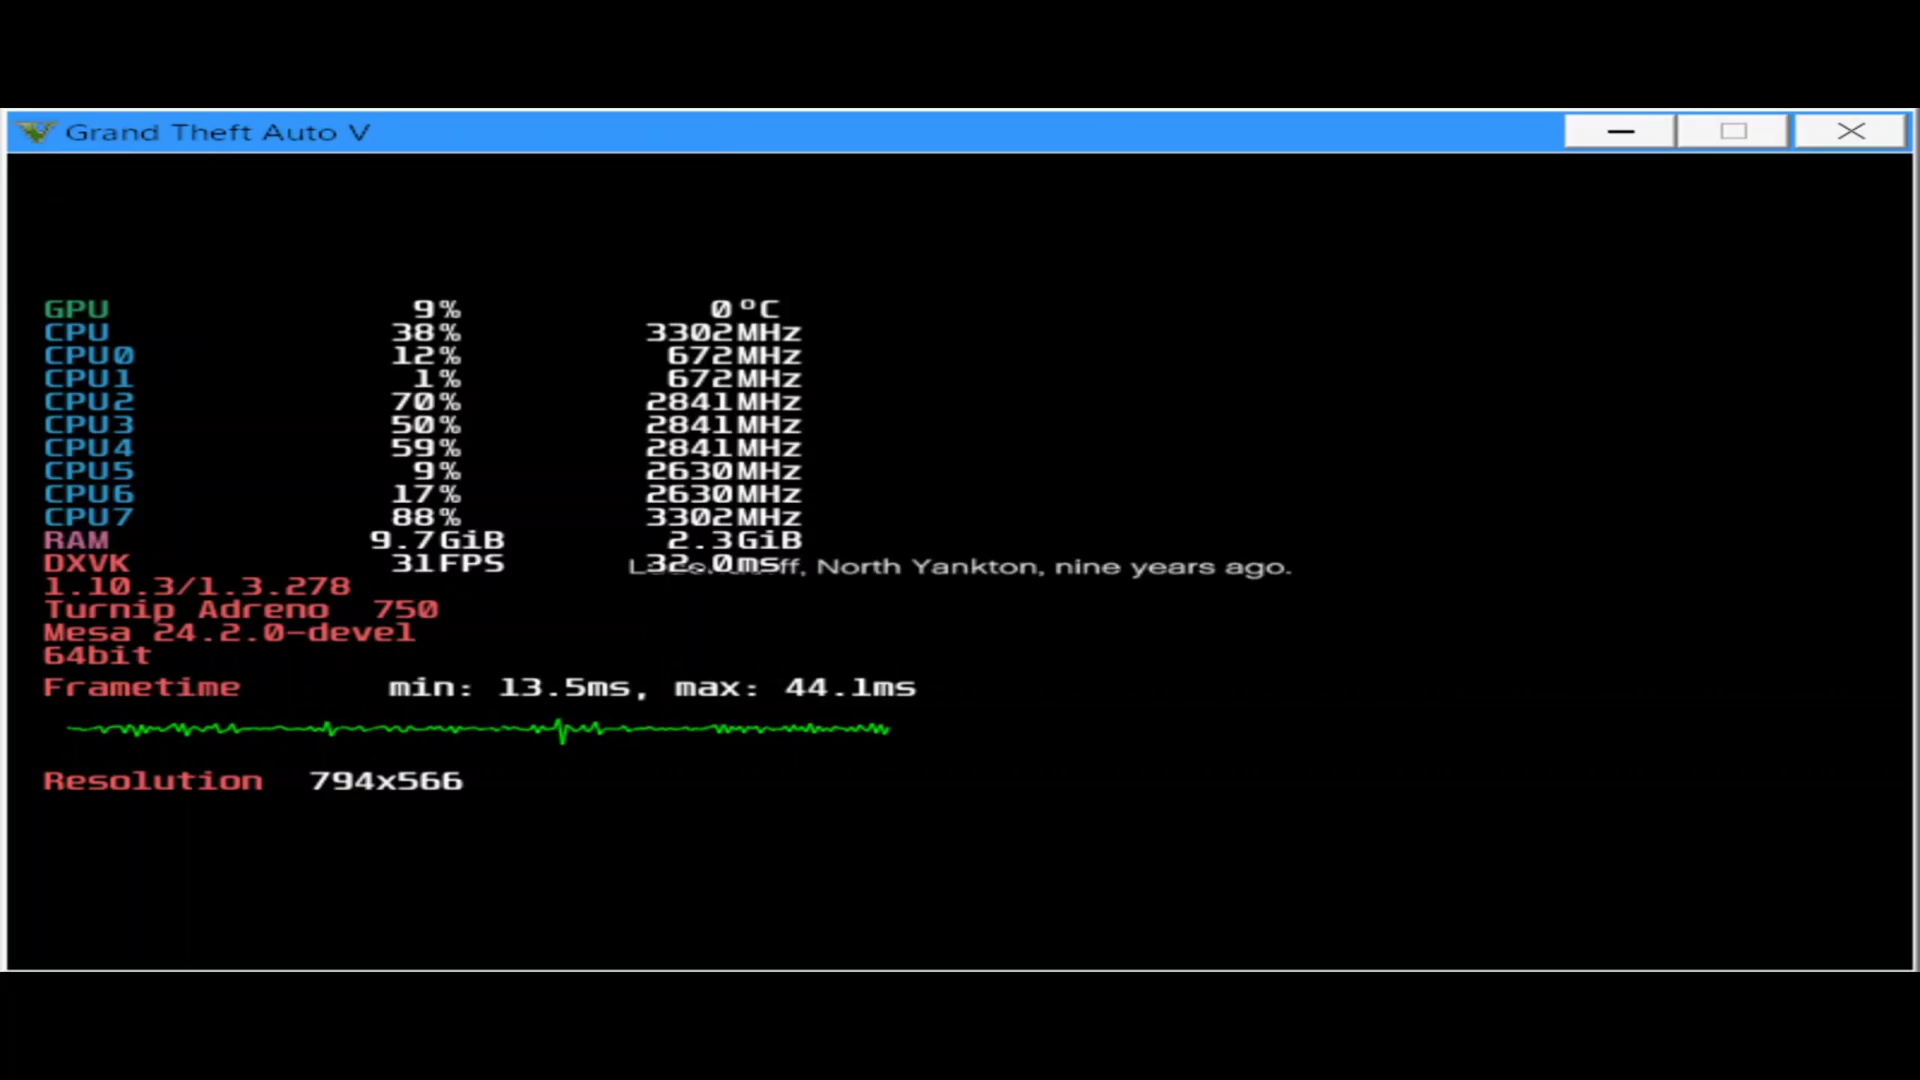 Grand Theft Auto V
GPU 9% 0°C
CPU 38% 3302MHz
CPU0 12% 672MHz
CPU1 1% 672MHz
CPU2 70% 2841MHz
CPU3 50% 2841MHz
CPU4 59% 2841MHz
CPU5 9% 2630MHz
CPU6 17% 2630MHz
CPU7 88% 3302MHz
RAM 9.7GiB 2.3GiB
DXVK 31FPS 32.0ms
North Yankton, nine years ago.
1.10.3/1.3.278
Turnip Adreno 750
Mesa 24.2.0-devel
64bit
Frametime min: 13.5ms, max: 44.1ms
Resolution 794x566